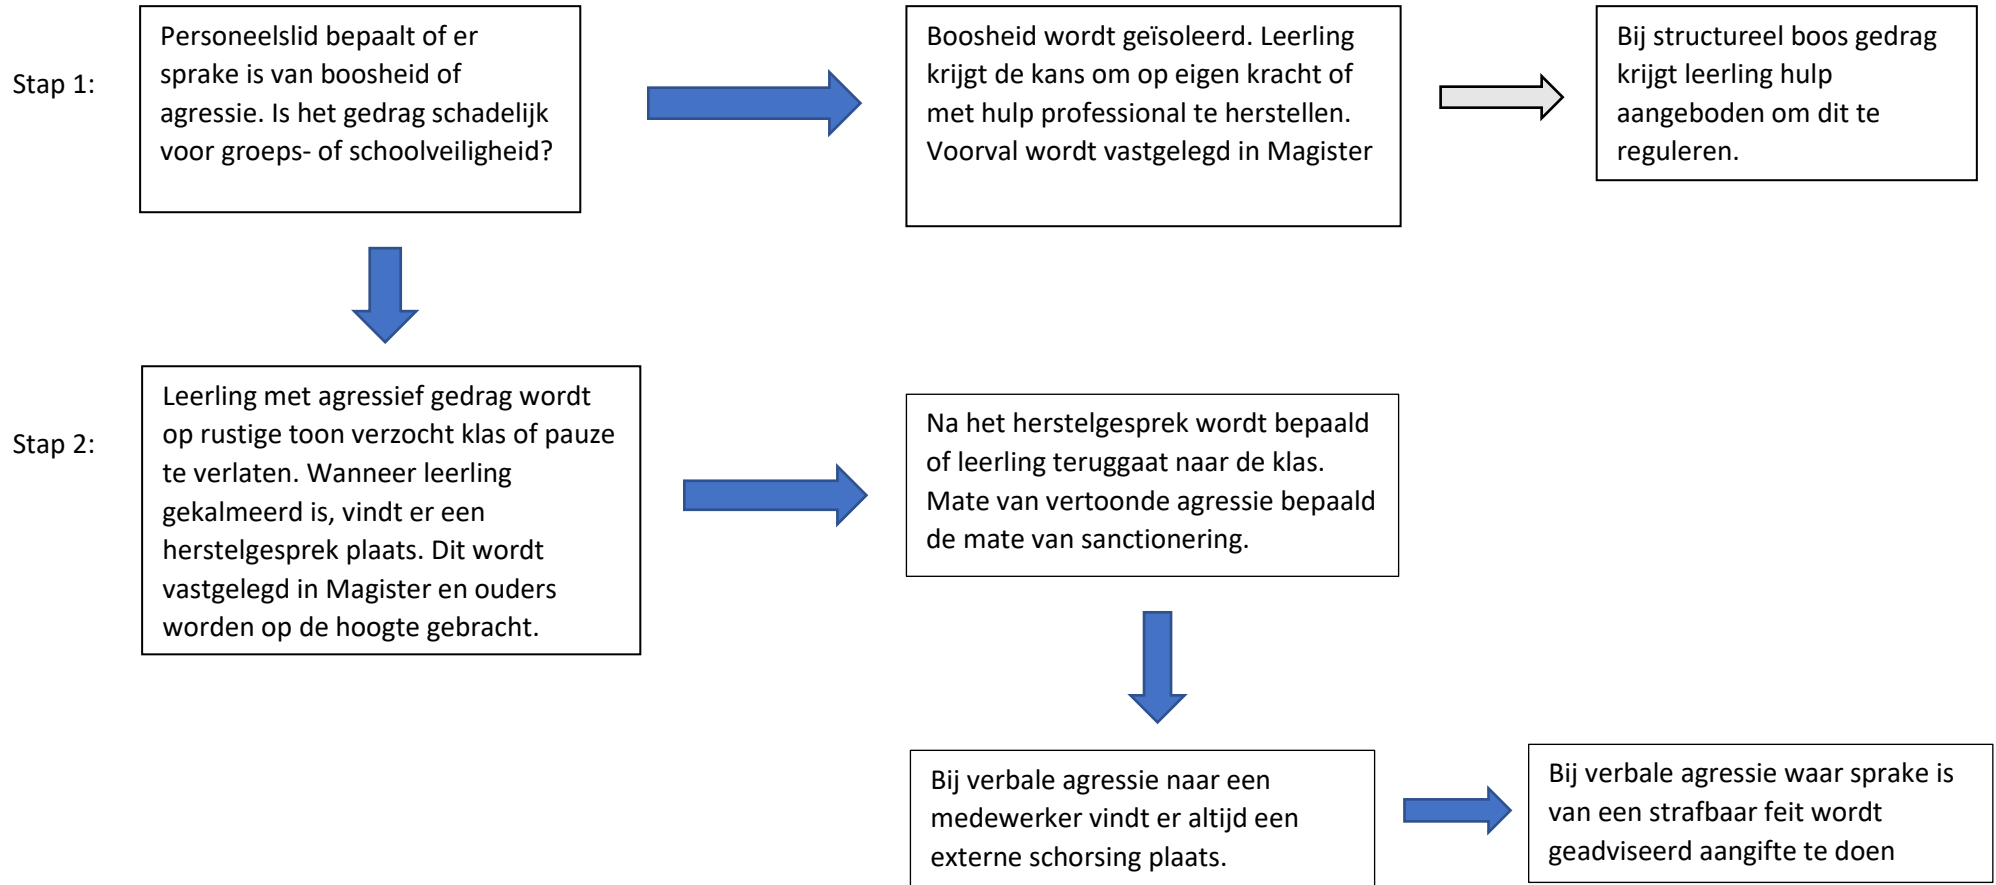 Stap 1:
Personeelslid bepaalt of er
sprake is van boosheid of
agressie. Is het gedrag schadelijk
voor groeps- of schoolveiligheid?
Boosheid wordt geïsoleerd. Leerling
krijgt de kans om op eigen kracht of
met hulp professional te herstellen.
Voorval wordt vastgelegd in Magister
Bij structureel boos gedrag
krijgt leerling hulp
aangeboden om dit te
reguleren.
Stap 2:
Leerling met agressief gedrag wordt
op rustige toon verzocht klas of pauze
te verlaten. Wanneer leerling
gekalmeerd is, vindt er een
herstelgesprek plaats. Dit wordt
vastgelegd in Magister en ouders
worden op de hoogte gebracht.
Na het herstelgesprek wordt bepaald
of leerling teruggaat naar de klas.
Mate van vertoonde agressie bepaald
de mate van sanctionering.
Bij verbale agressie naar een
medewerker vindt er altijd een
externe schorsing plaats.
Bij verbale agressie waar sprake is
van een strafbaar feit wordt
geadviseerd aangifte te doen